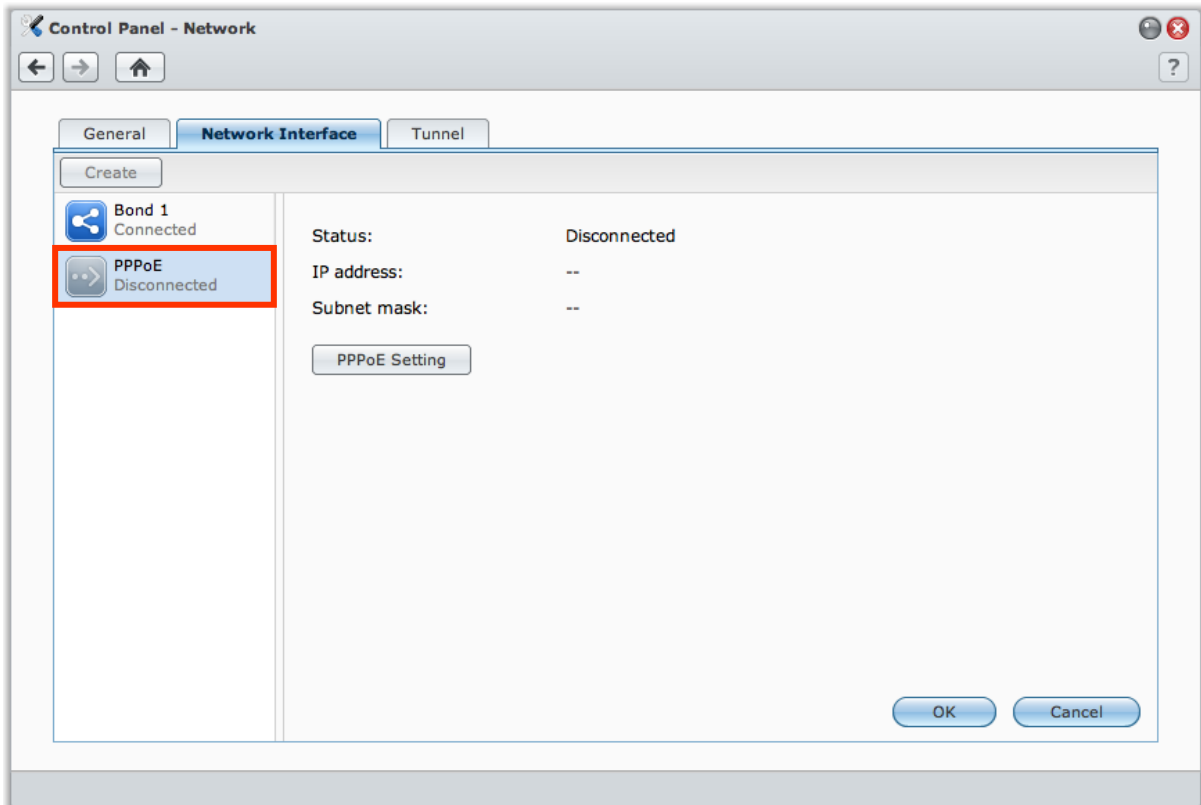 Control Panel - Network
?
General
Network Interface
Tunnel
Create
Bond 1
Connected
PPPoE
Disconnected
Status: Disconnected
IP address: --
Subnet mask: --
PPPoE Setting
OK
Cancel